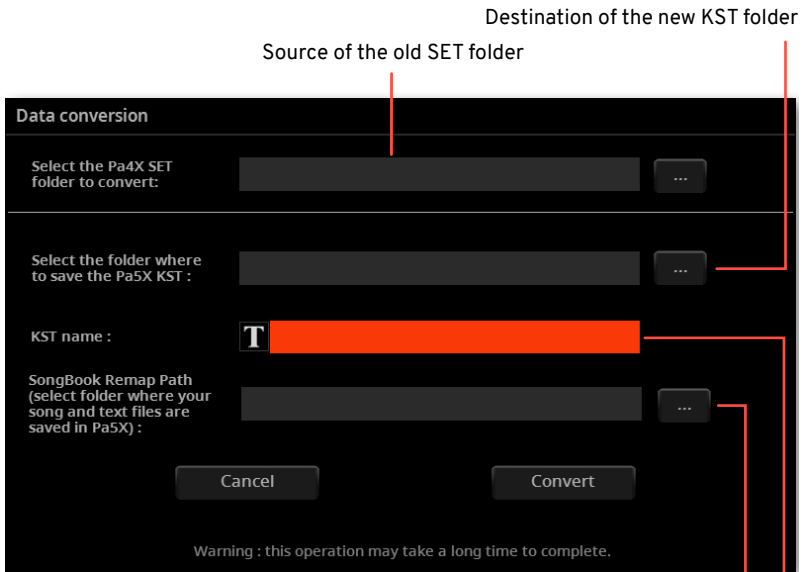 Destination of the new KST folder
Source of the old SET folder
Data conversion
Select the Pa4X SET
folder to convert:
...
Select the folder where
to save the Pa5X KST :
...
KST name :
T
SongBook Remap Path
(select folder where your
song and text files are
saved in Pa5X) :
...
Cancel
Convert
Warning : this operation may take a long time to complete.